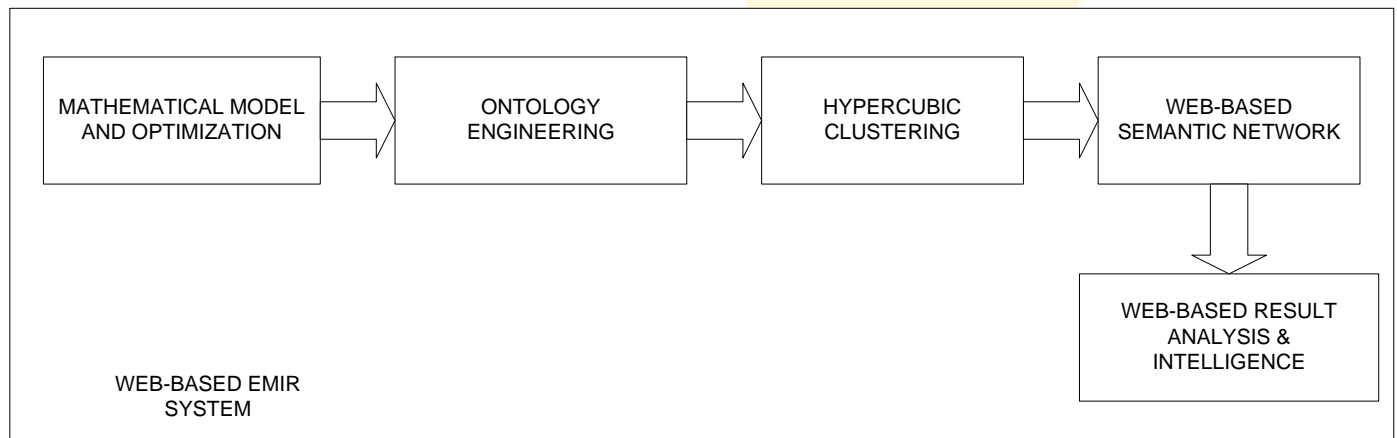 MATHEMATICAL MODEL
AND OPTIMIZATION
ONTOLOGY
ENGINEERING
HYPERCUBIC
CLUSTERING
WEB-BASED
SEMANTIC NETWORK
WEB-BASED RESULT
ANALYSIS &
INTELLIGENCE
WEB-BASED EMIR
SYSTEM